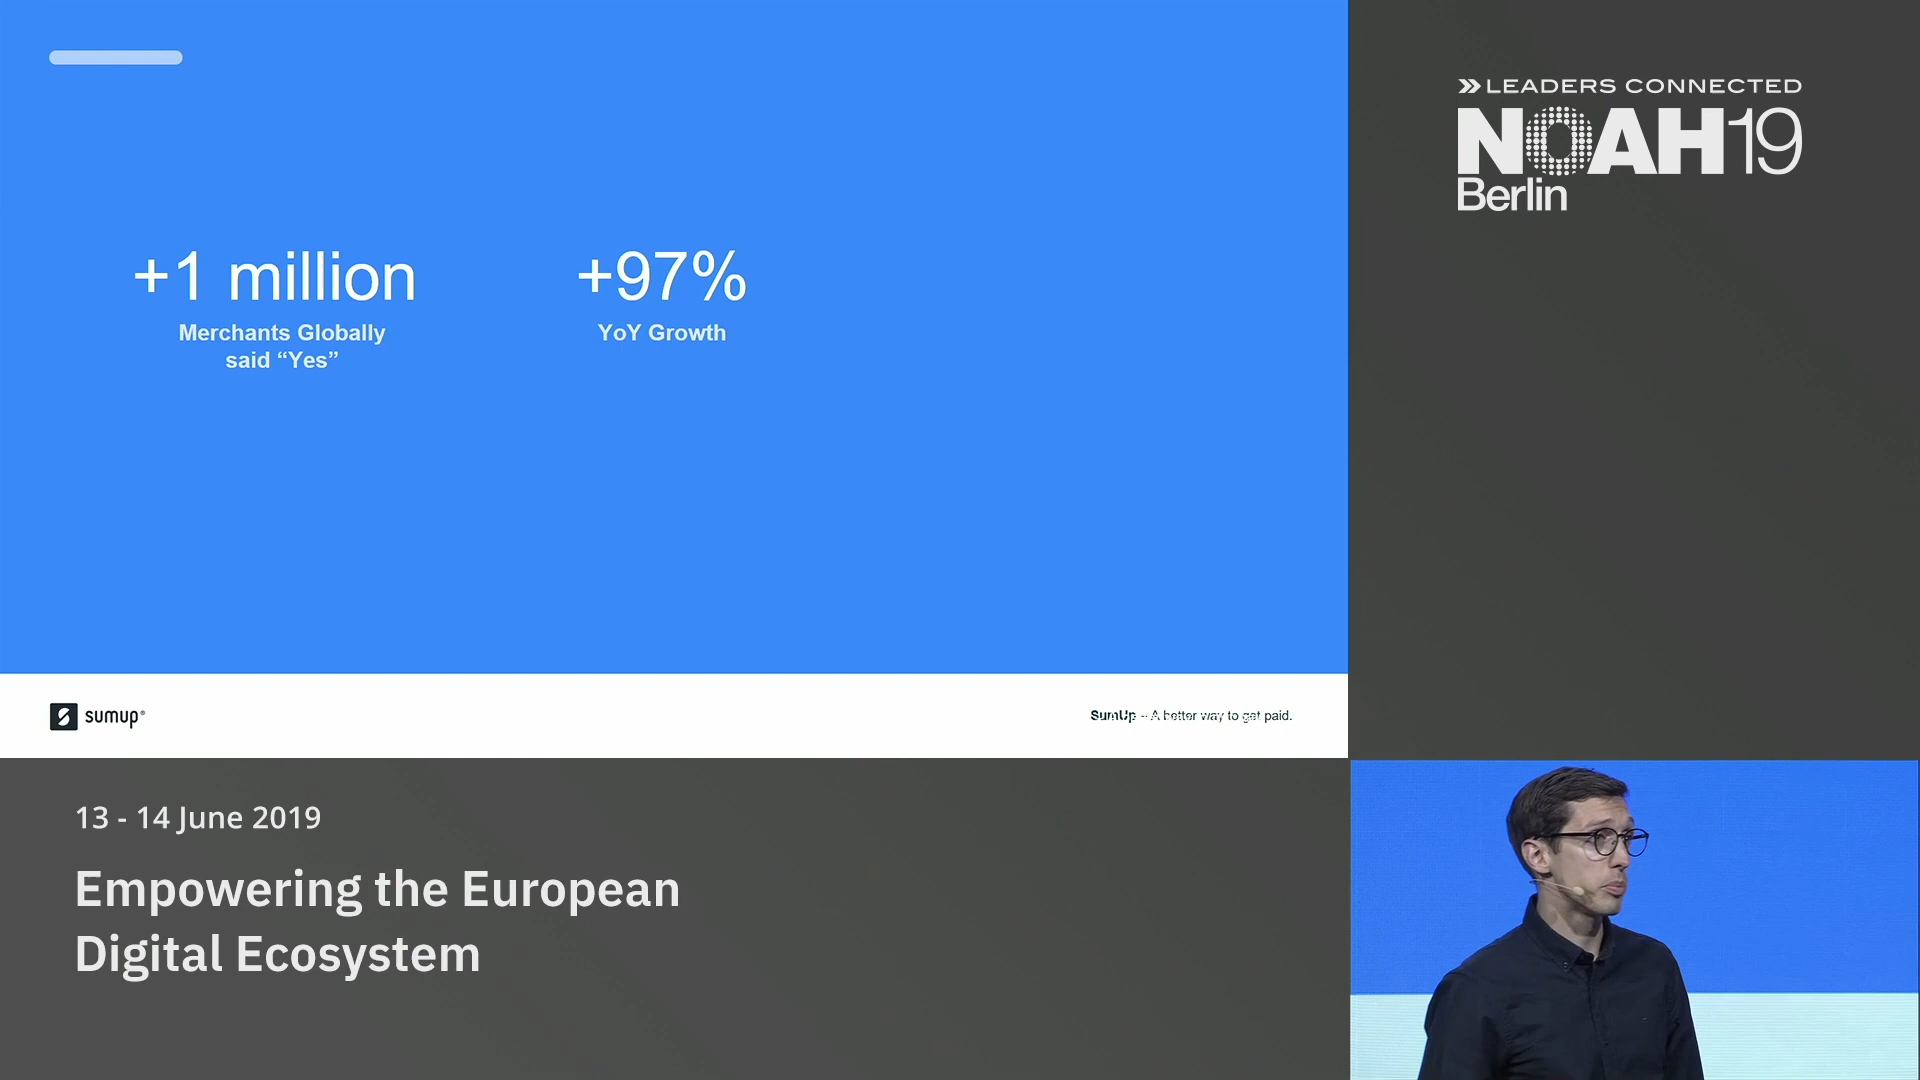 LEADERS CONNECTED
NOAH19
Berlin
+1 million
Merchants Globally
said “Yes”
+97%
YoY Growth
sumup®
SumUp - A better way to get paid.
13 - 14 June 2019
Empowering the European
Digital Ecosystem